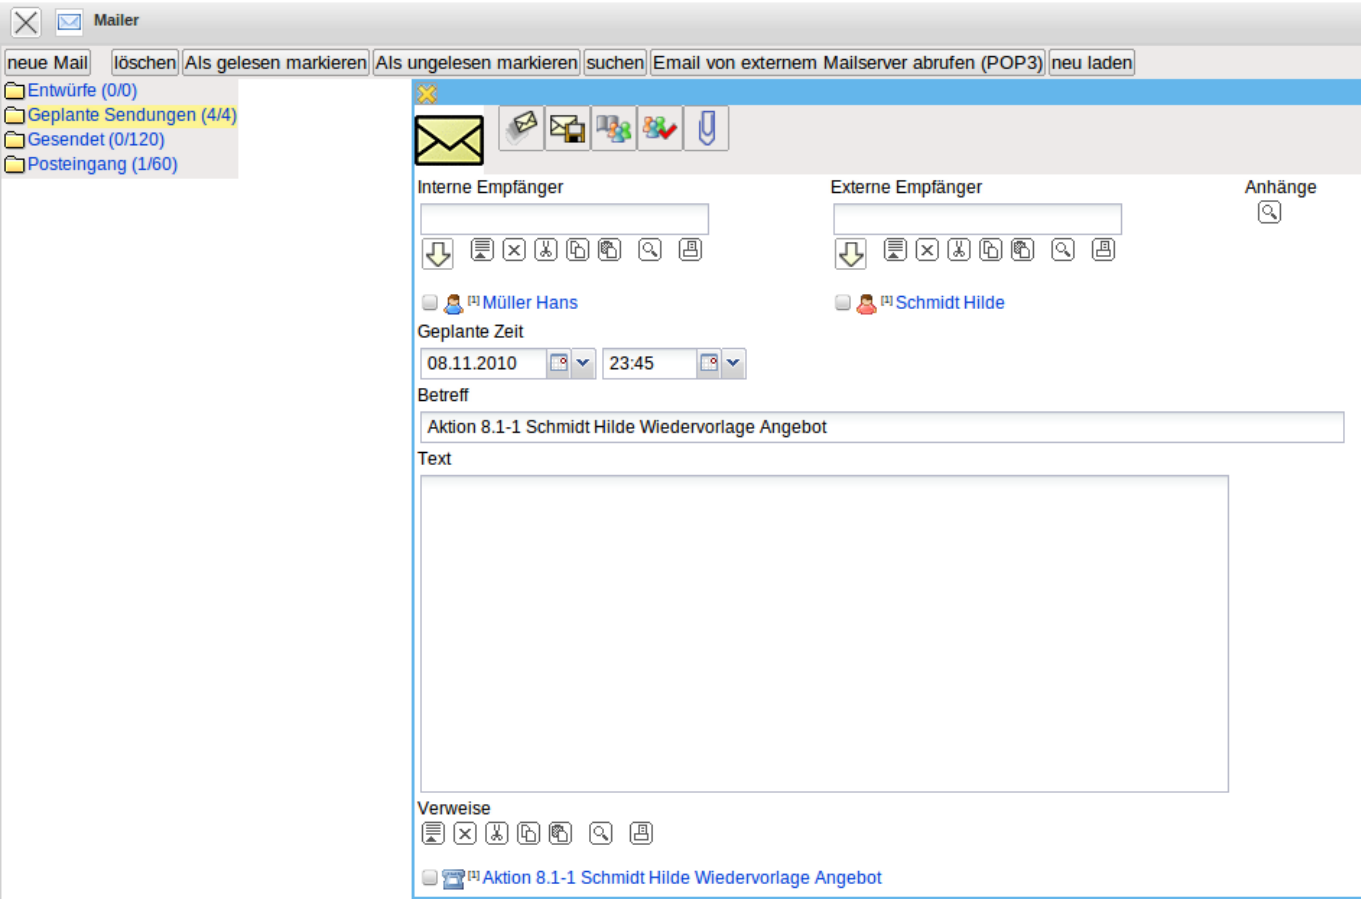 Mailer
neue Mail löschen Als gelesen markieren Als ungelesen markieren suchen Email von externem Mailserver abrufen (POP3) neu laden
Entwürfe (0/0)
Geplante Sendungen (4/4)
Gesendet (0/120)
Posteingang (1/60)
Interne Empfänger Externe Empfänger Anhänge
[1] Müller Hans [1] Schmidt Hilde
Geplante Zeit
08.11.2010 23:45
Betreff
Aktion 8.1-1 Schmidt Hilde Wiedervorlage Angebot
Text
Verweise
[1] Aktion 8.1-1 Schmidt Hilde Wiedervorlage Angebot